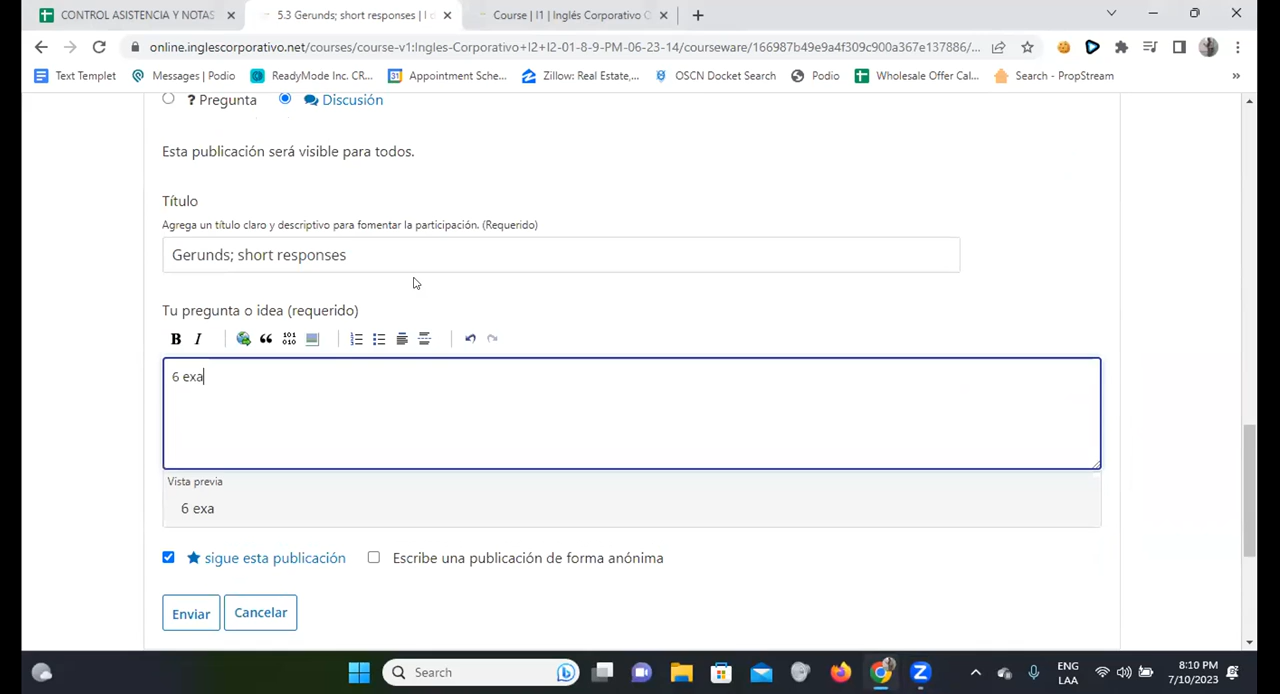 CONTROL ASISTENCIA Y NOTAS
5.3 Gerunds; short responses | I
Course | I1 | Inglés Corporativo
online.inglescorporativo.net/courses/course-v1:Ingles-Corporativo+I2+I2-01-8-9-PM-06-23-14/courseware/166987b49e9a4f309c900a367e137886/...
Text Templet
Messages | Podio
ReadyMode Inc. CR...
Appointment Sche...
Zillow: Real Estate,...
OSCN Docket Search
Podio
Wholesale Offer Cal...
Search - PropStream
»
? Pregunta
Discusión
Esta publicación será visible para todos.
Título
Agrega un título claro y descriptivo para fomentar la participación. (Requerido)
Gerunds; short responses
Tu pregunta o idea (requerido)
B I
6 exa
Vista previa
6 exa
sigue esta publicación
Escribe una publicación de forma anónima
Enviar
Cancelar
Search
ENG
LAA
8:10 PM
7/10/2023